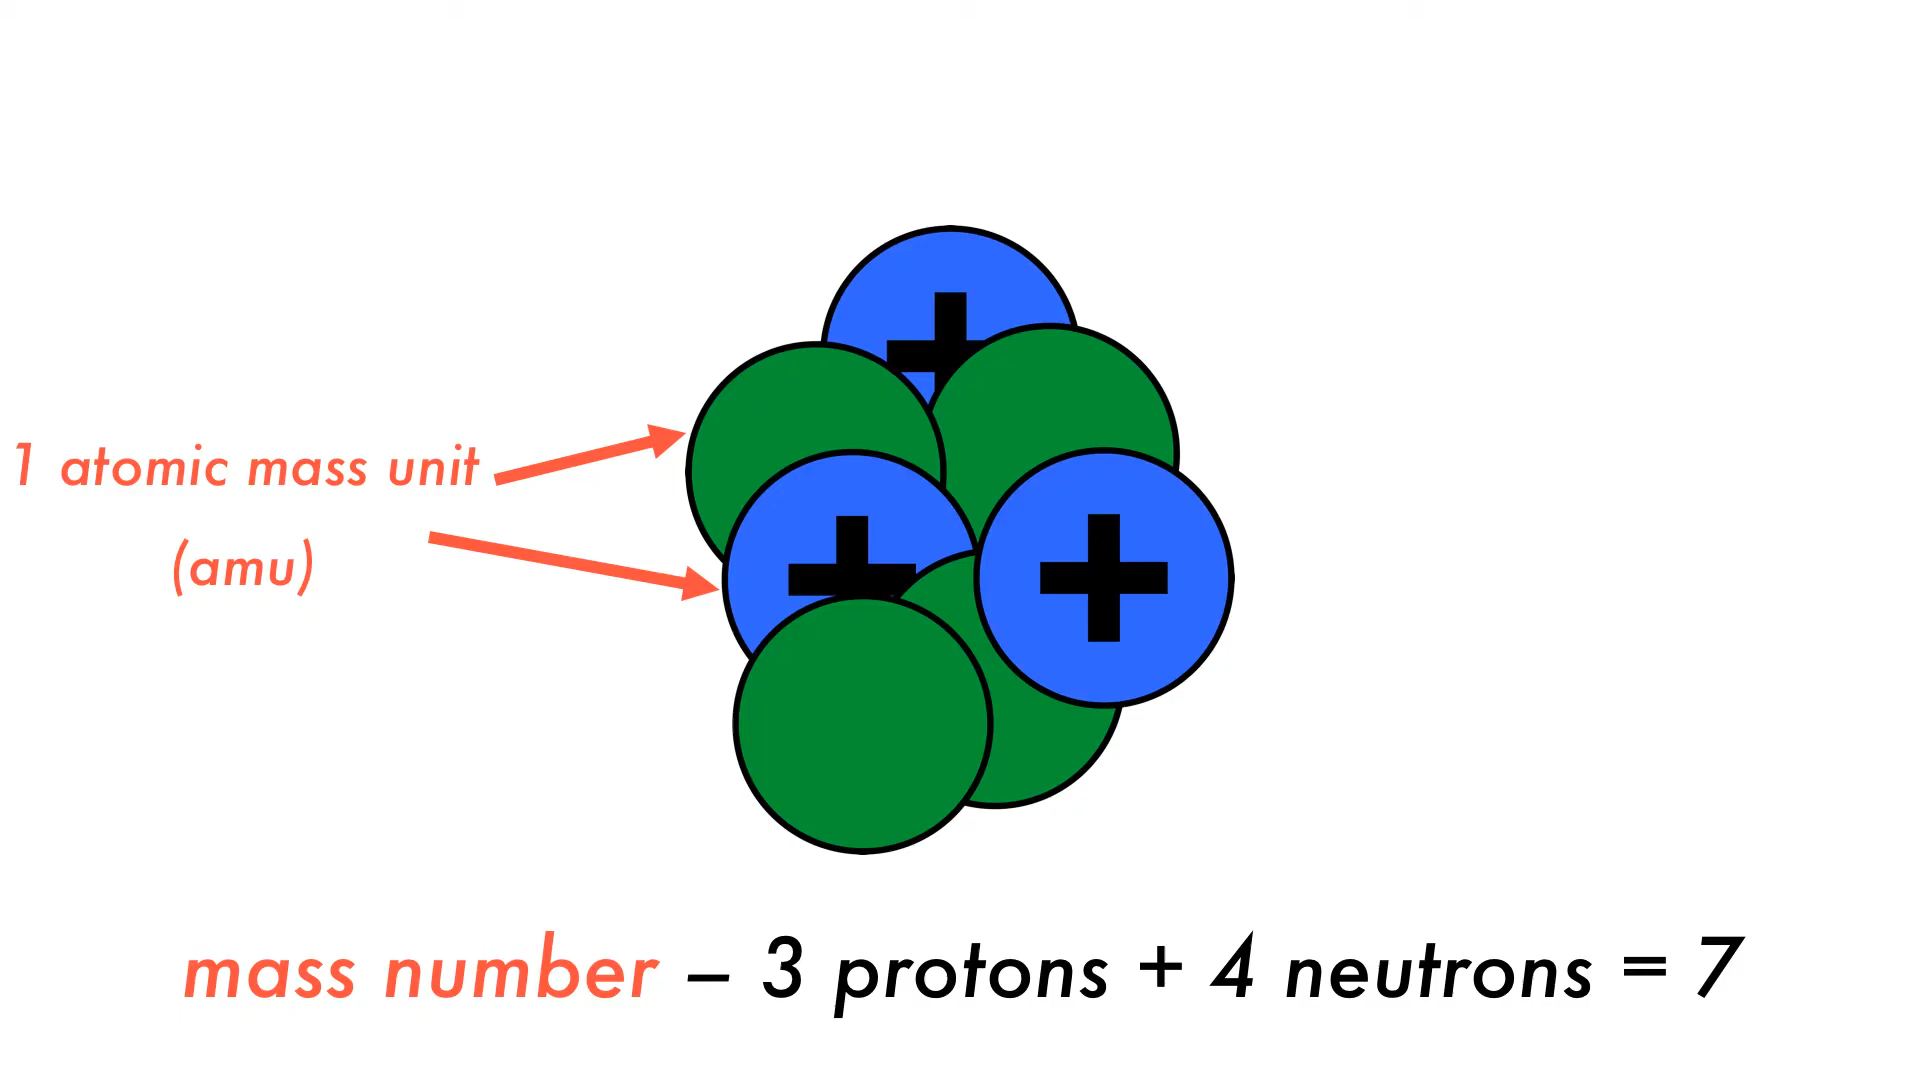 +
1 atomic mass unit
(amu)
+
+
mass number – 3 protons + 4 neutrons = 7